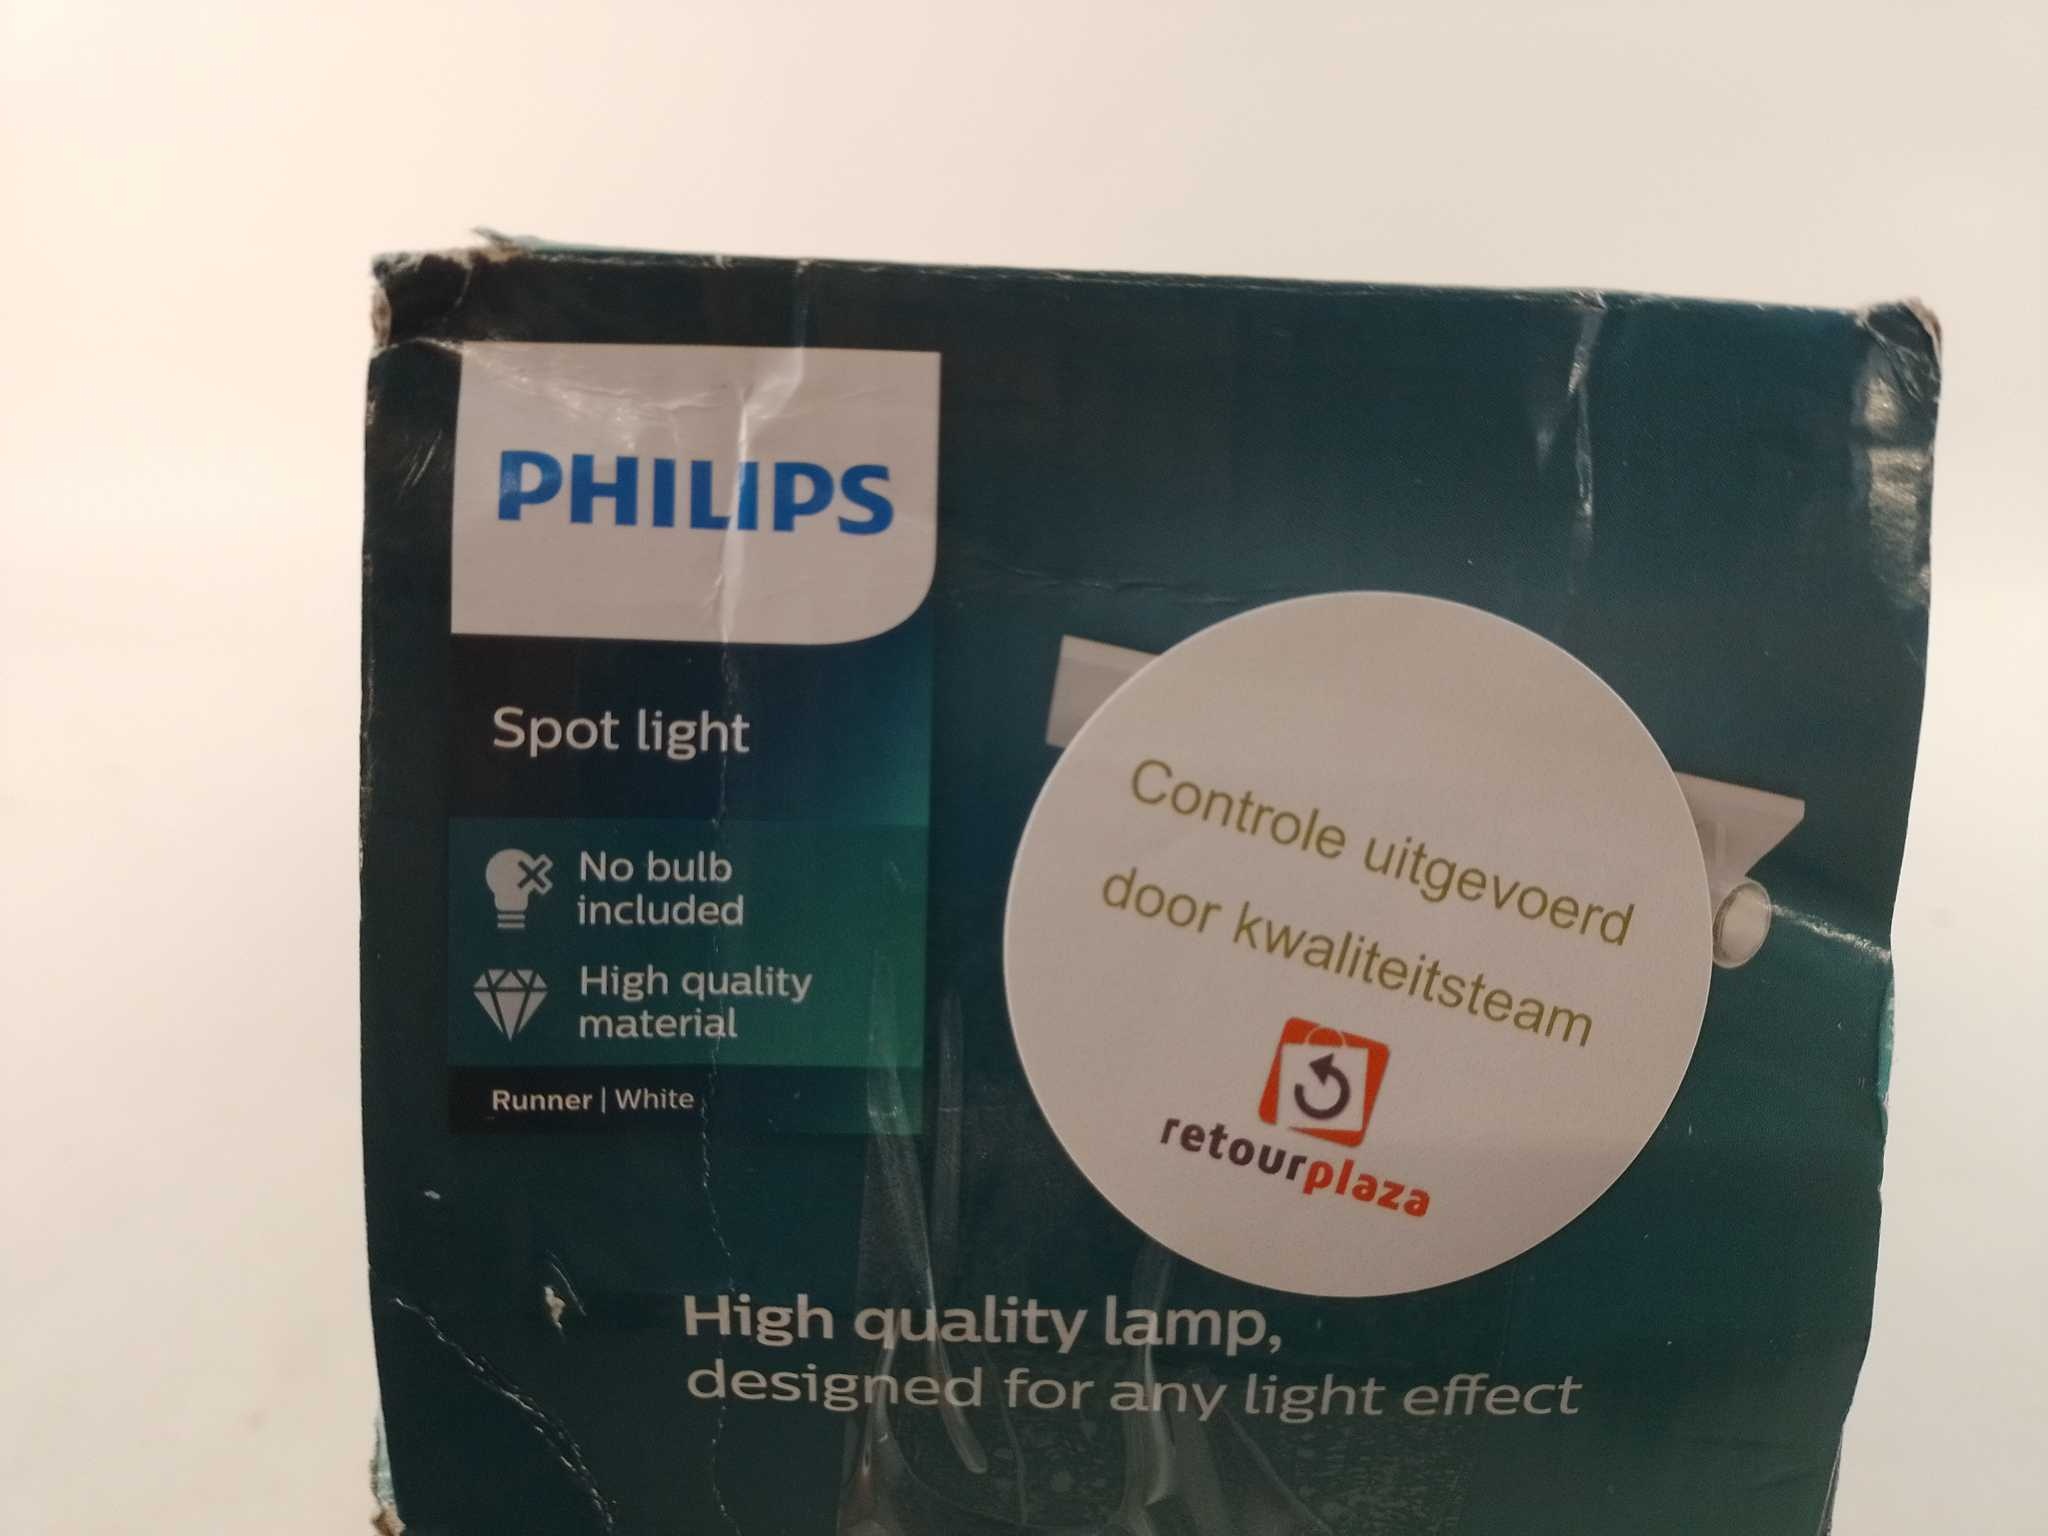 PHILIPS
Spot light
No bulb
included
High quality
material
Runner | White
Controle uitgevoerd
door kwaliteitsteam
retourplaza
High quality lamp,
designed for any light effect